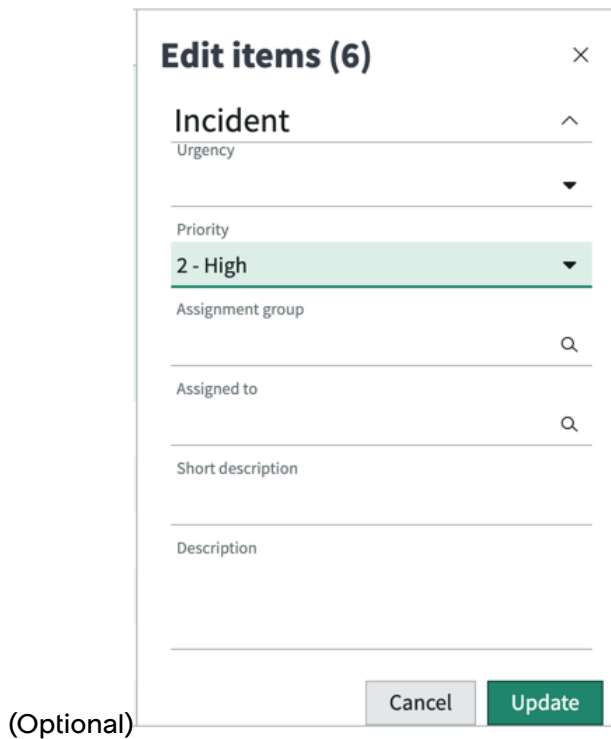 Edit items (6)
Incident
Urgency
Priority
2 - High
Assignment group
Assigned to
Short description
Description
Cancel Update
(Optional)